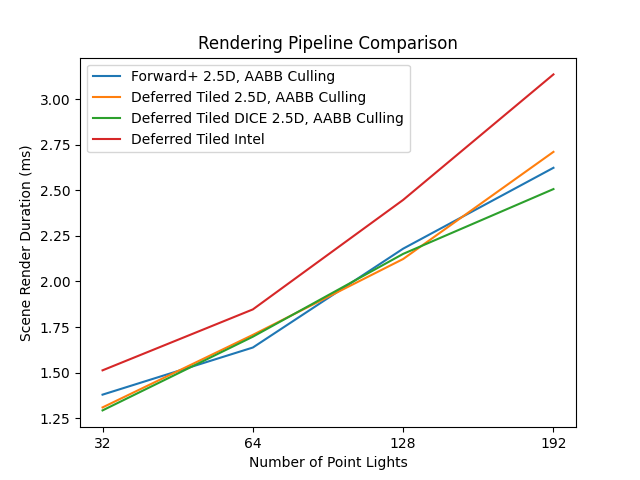 Rendering Pipeline Comparison
Forward+ 2.5D, AABB Culling
Deferred Tiled 2.5D, AABB Culling
Deferred Tiled DICE 2.5D, AABB Culling
Deferred Tiled Intel
Scene Render Duration (ms)
3.00
2.75
2.50
2.25
2.00
1.75
1.50
1.25
32 64 128 192
Number of Point Lights